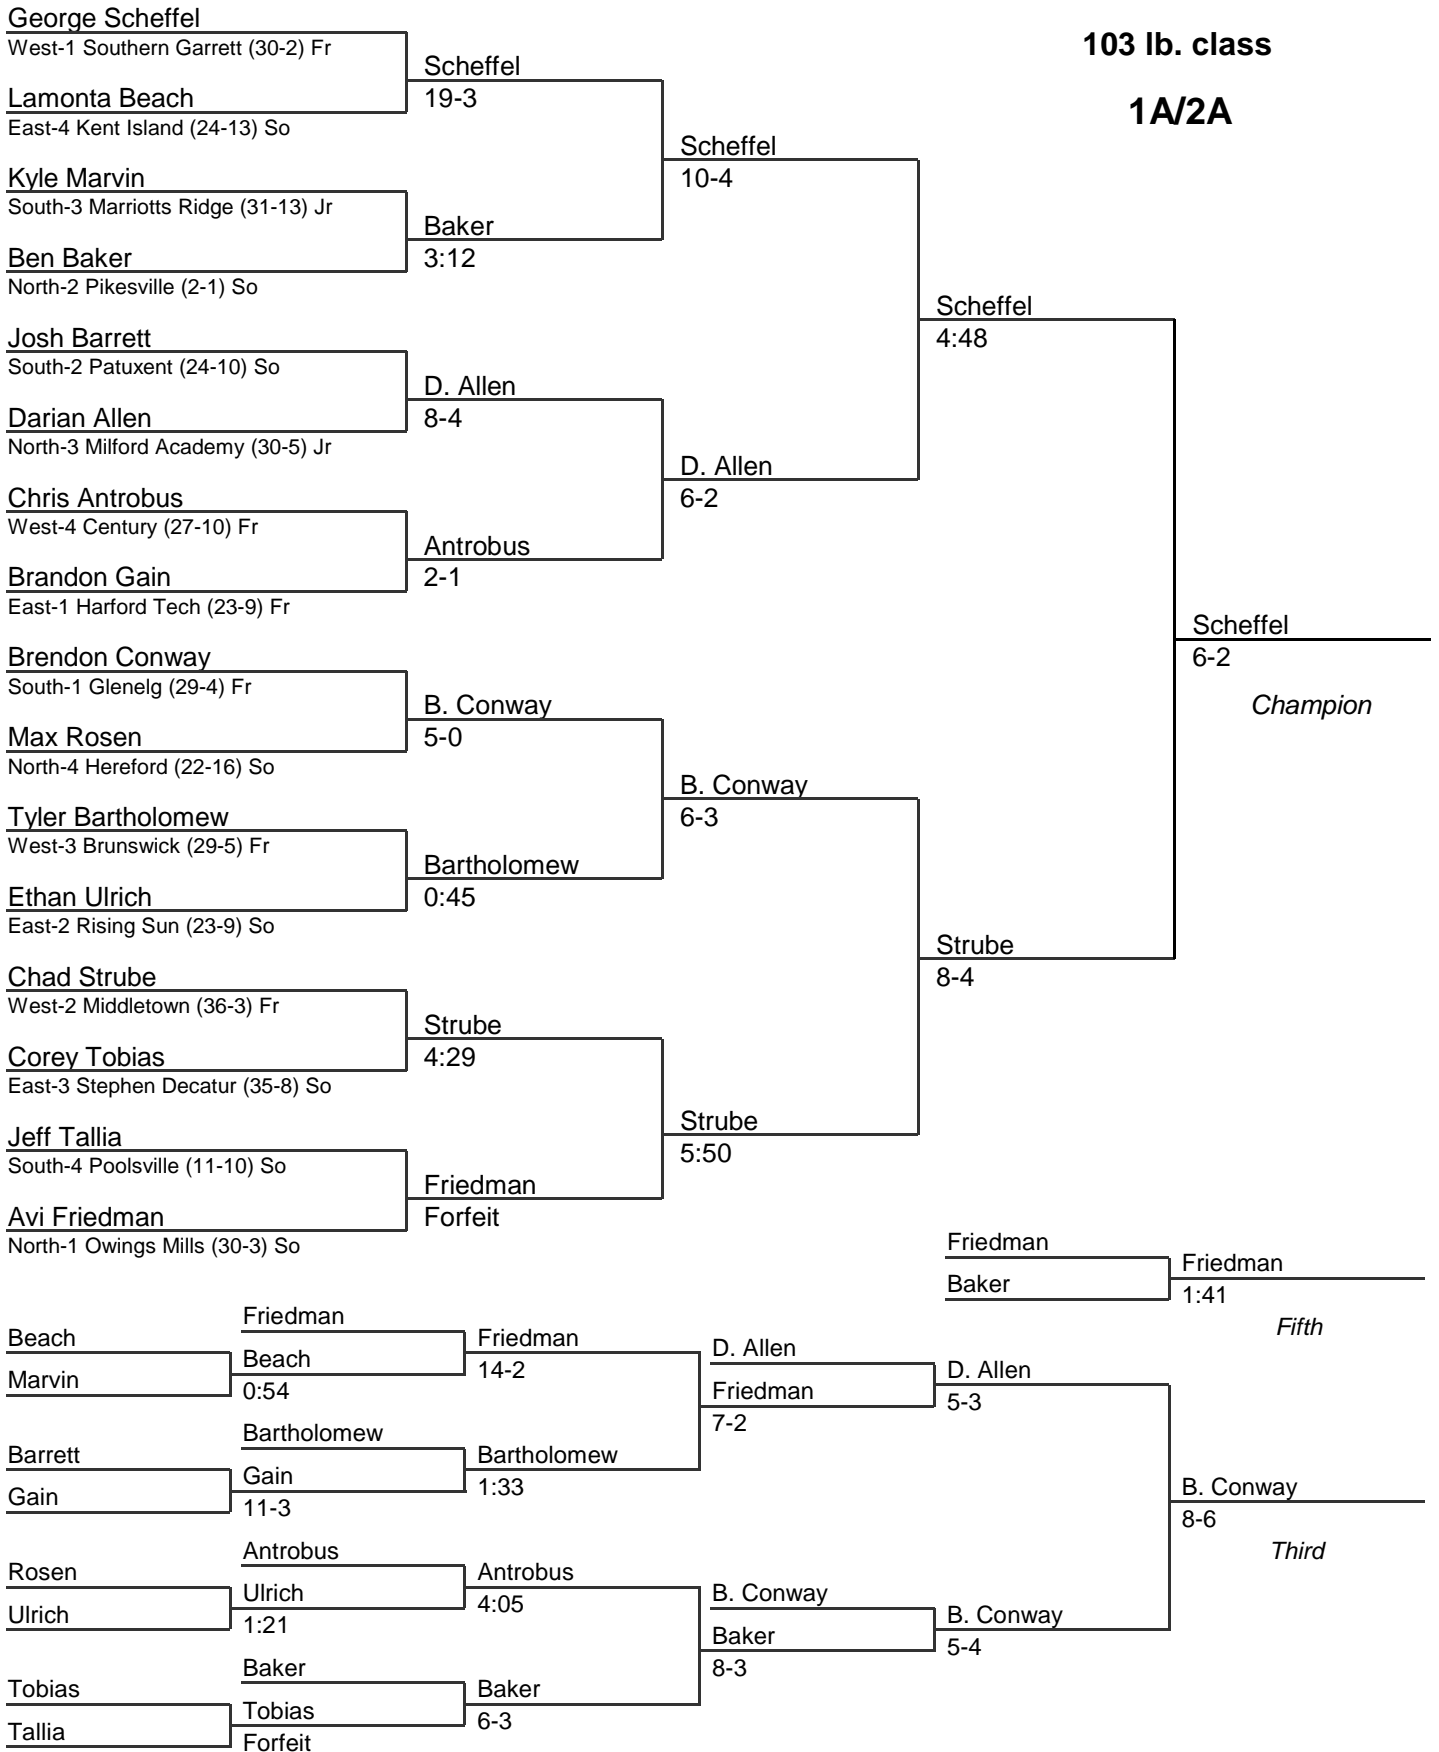 George Scheffel
West-1 Southern Garrett (30-2) Fr
103 lb. class
Scheffel
19-3
Lamonta Beach
East-4 Kent Island (24-13) So
1A/2A
Scheffel
10-4
Kyle Marvin
South-3 Marriotts Ridge (31-13) Jr
Baker
3:12
Ben Baker
North-2 Pikesville (2-1) So
Scheffel
4:48
Josh Barrett
South-2 Patuxent (24-10) So
D. Allen
8-4
Darian Allen
North-3 Milford Academy (30-5) Jr
D. Allen
6-2
Chris Antrobus
West-4 Century (27-10) Fr
Antrobus
2-1
Brandon Gain
East-1 Harford Tech (23-9) Fr
Scheffel
6-2
Champion
Brendon Conway
South-1 Glenelg (29-4) Fr
B. Conway
5-0
Max Rosen
North-4 Hereford (22-16) So
B. Conway
6-3
Tyler Bartholomew
West-3 Brunswick (29-5) Fr
Bartholomew
0:45
Ethan Ulrich
East-2 Rising Sun (23-9) So
Strube
8-4
Chad Strube
West-2 Middletown (36-3) Fr
Strube
4:29
Corey Tobias
East-3 Stephen Decatur (35-8) So
Strube
5:50
Jeff Tallia
South-4 Poolsville (11-10) So
Friedman
Forfeit
Avi Friedman
North-1 Owings Mills (30-3) So
Friedman
Baker
Friedman
1:41
Fifth
Beach
Marvin
Friedman
Beach
0:54
Friedman
14-2
D. Allen
Friedman
7-2
D. Allen
5-3
Barrett
Gain
Bartholomew
Gain
11-3
Bartholomew
1:33
B. Conway
8-6
Third
Rosen
Ulrich
Antrobus
Ulrich
1:21
Antrobus
4:05
B. Conway
Baker
8-3
B. Conway
5-4
Tobias
Tallia
Baker
Tobias
Forfeit
Baker
6-3